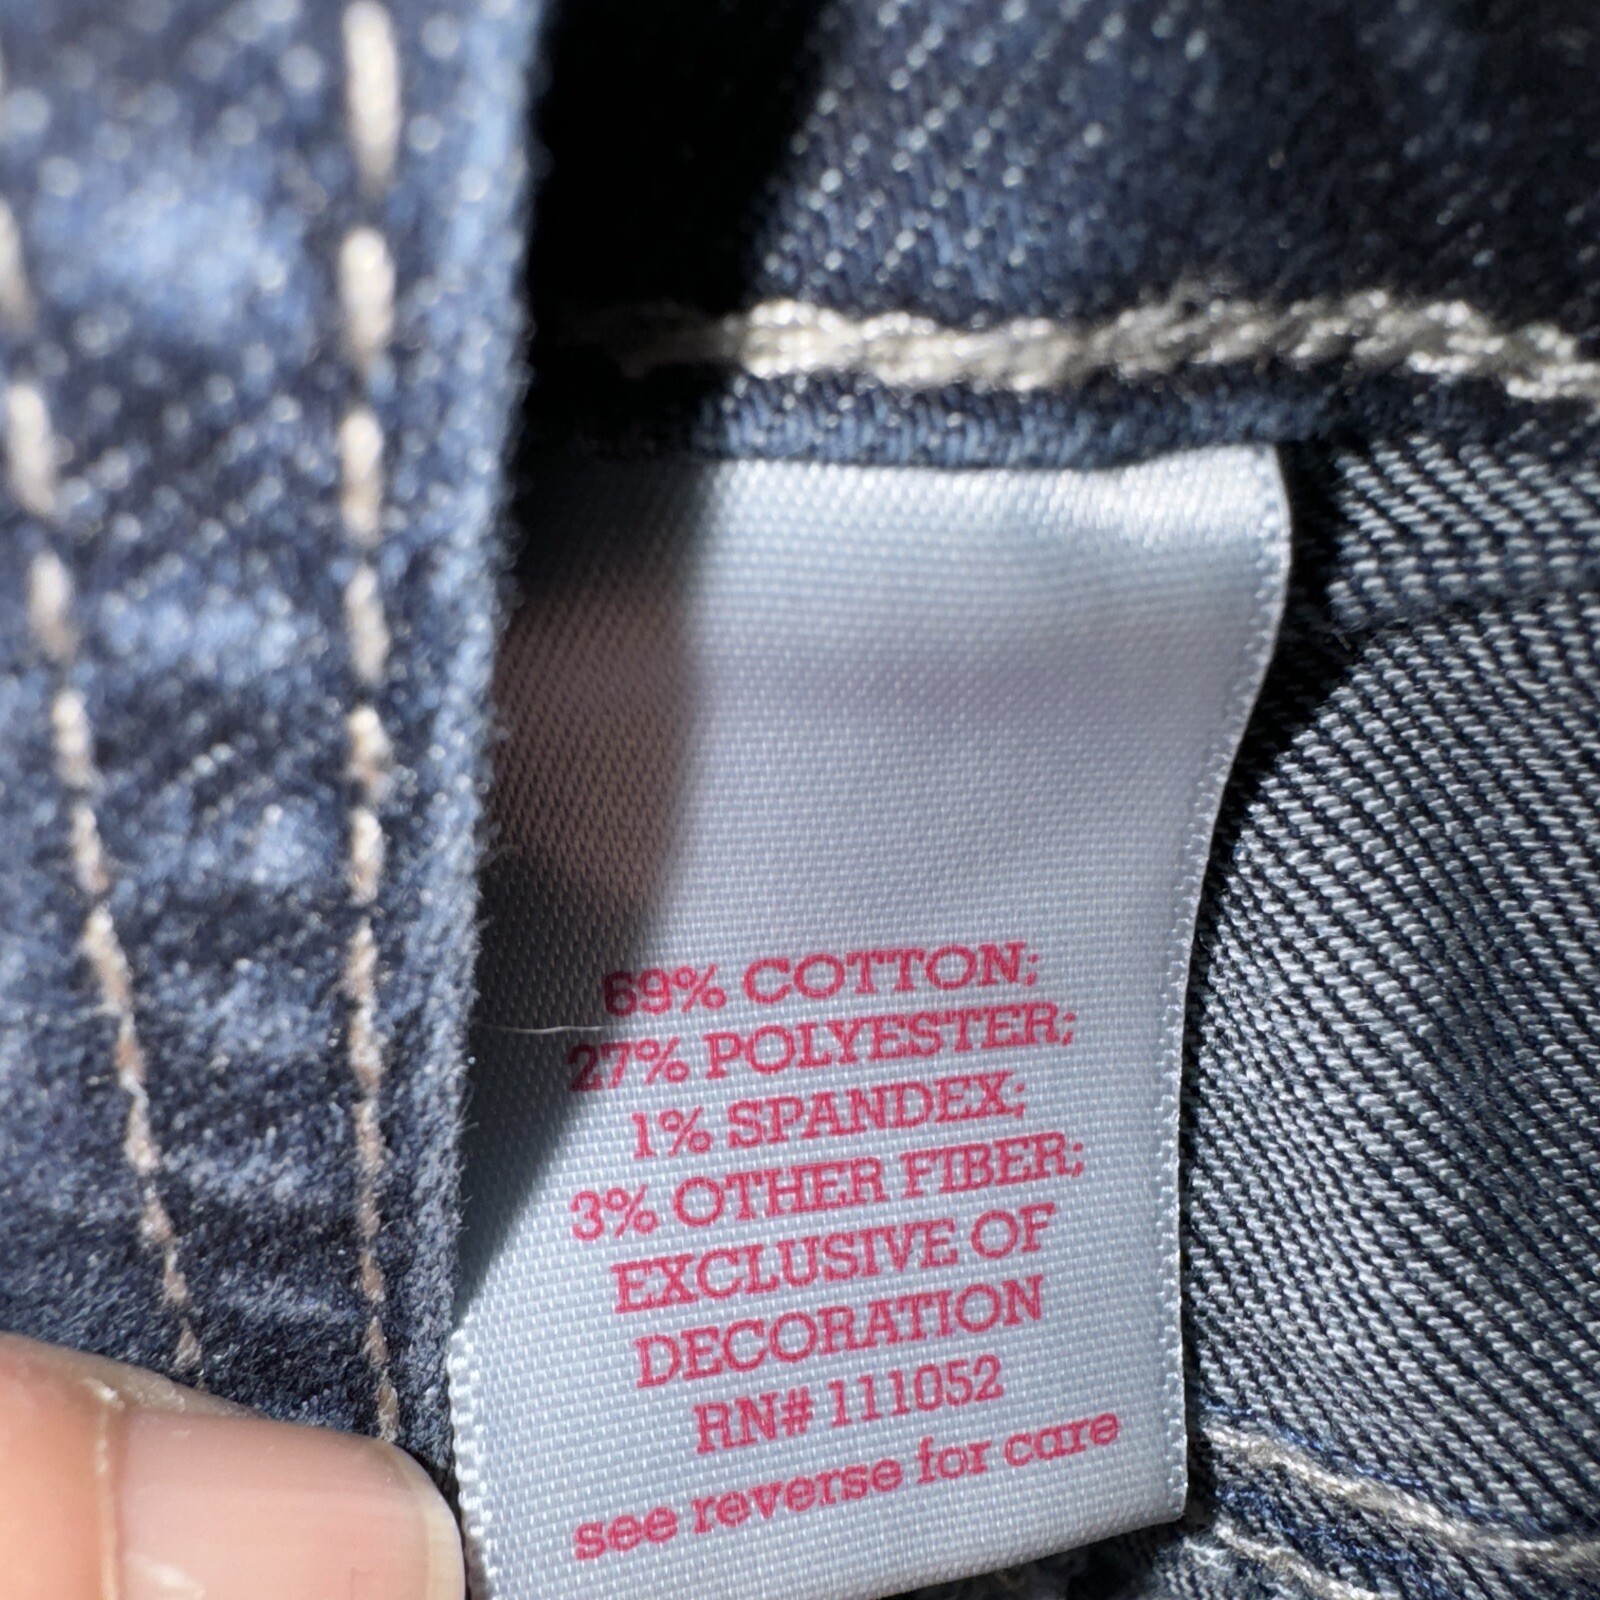 69% COTTON;
27% POLYESTER;
1% SPANDEX;
3% OTHER FIBER;
EXCLUSIVE OF
DECORATION
RN# 111052
see reverse for care